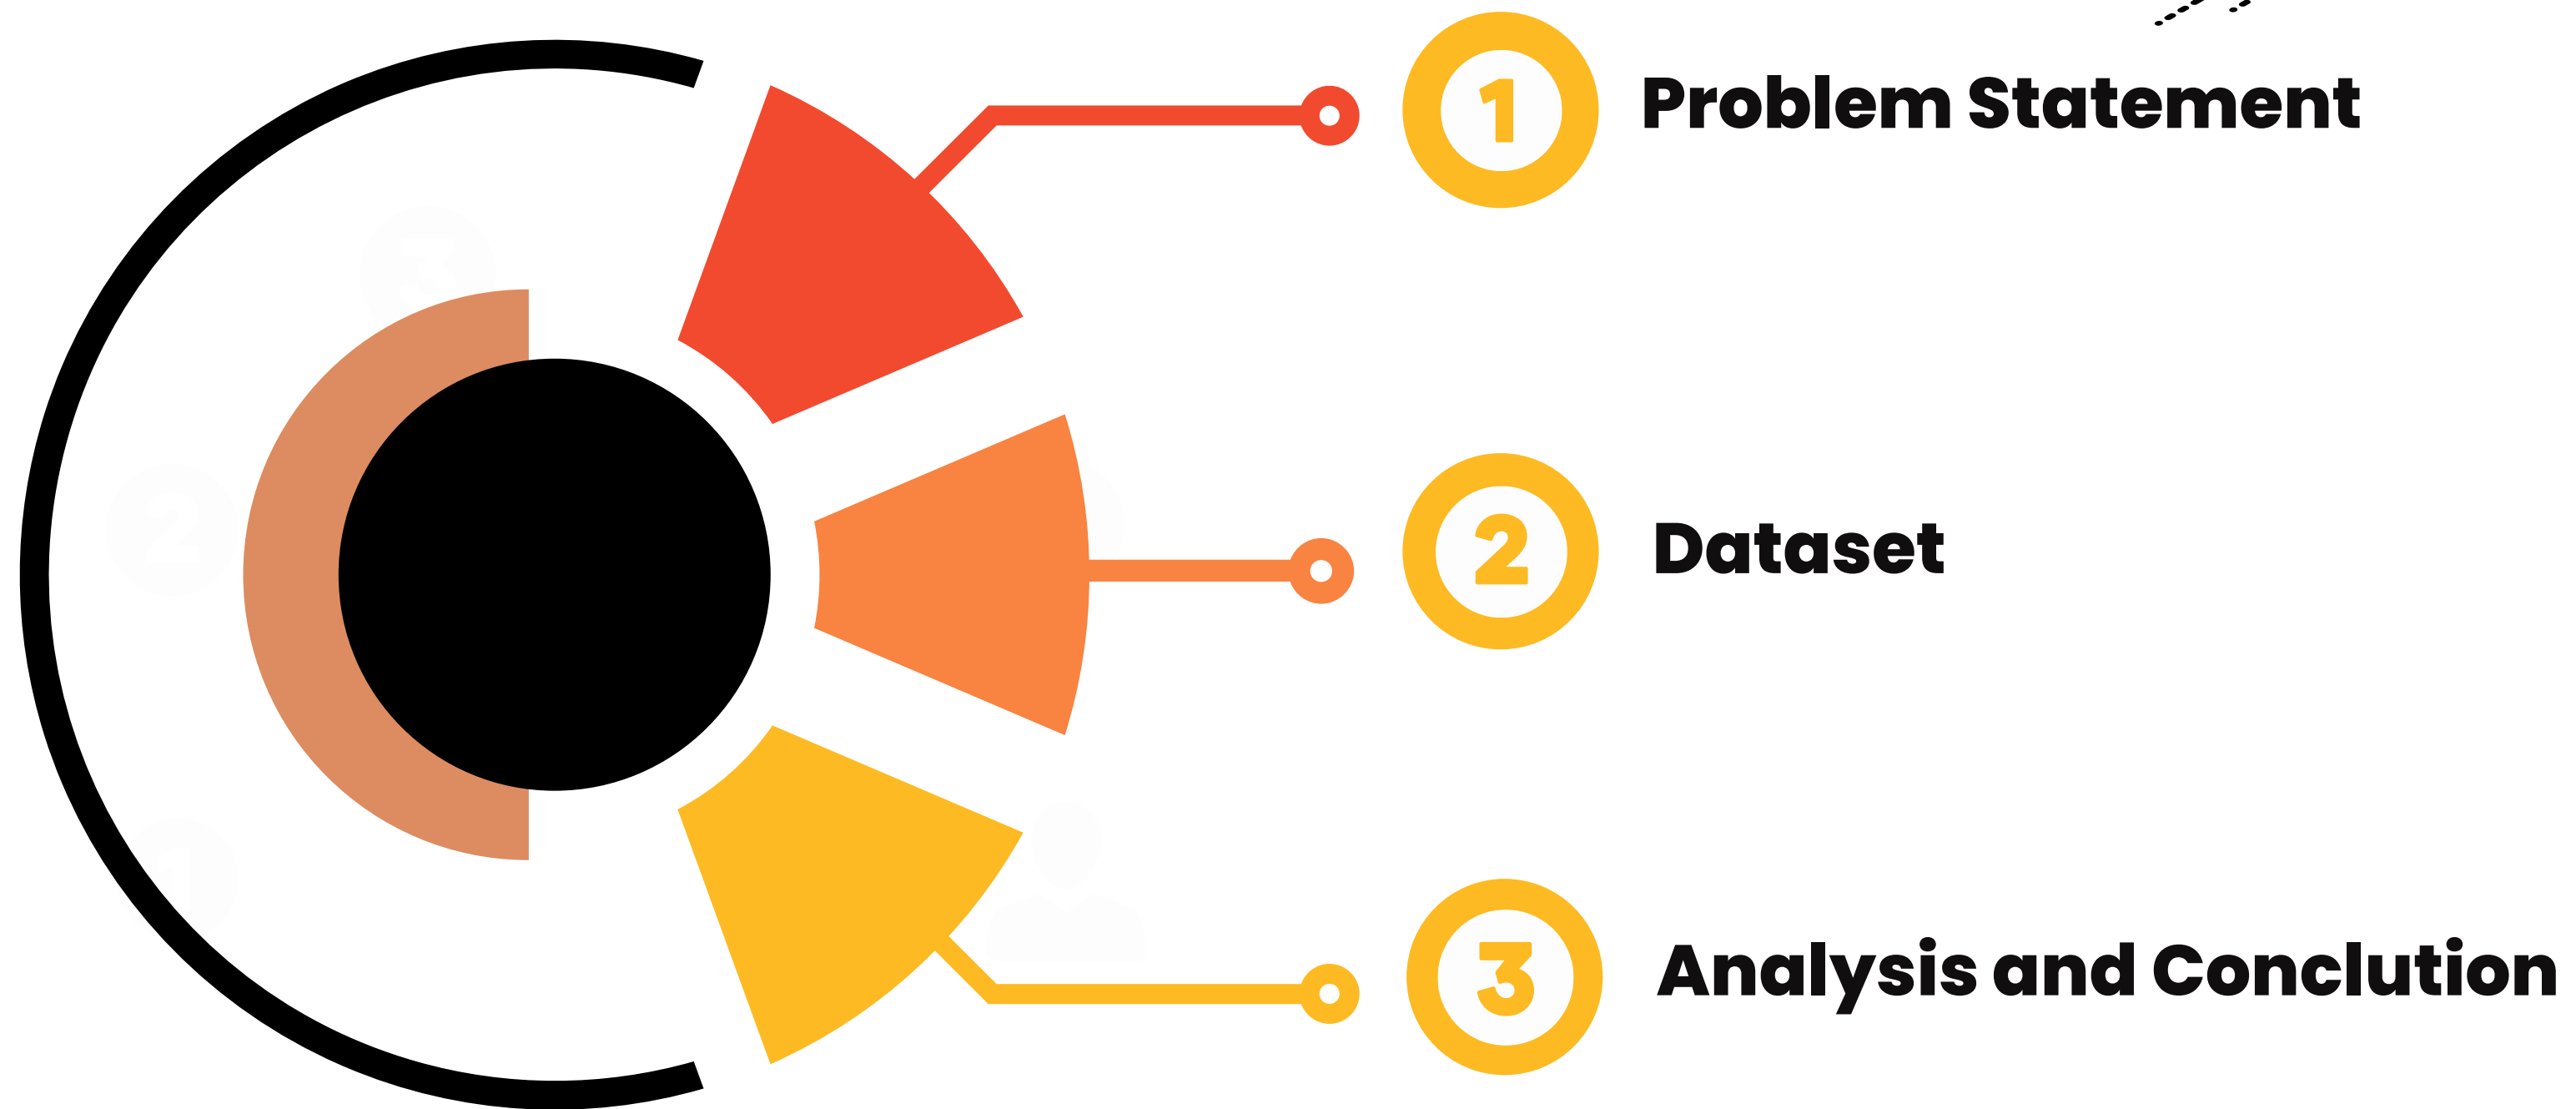 1 Problem Statement
2 Dataset
3 Analysis and Conclution